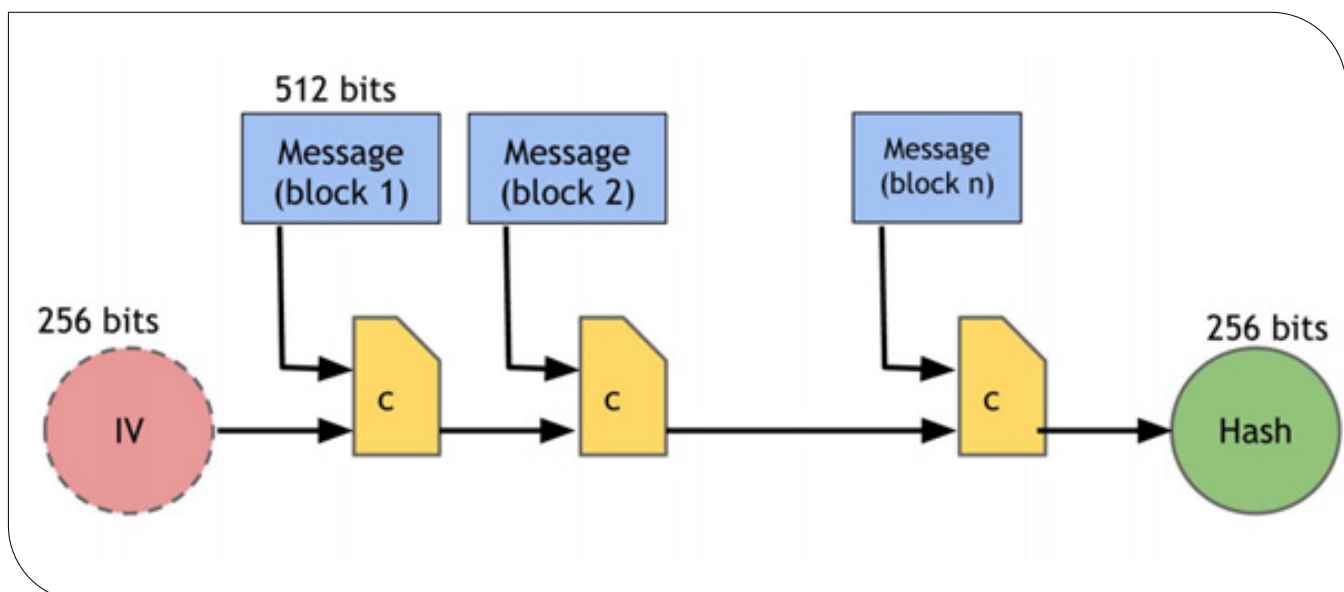 512 bits
Message
(block 1)
Message
(block 2)
Message
(block n)
256 bits
IV
c
c
c
256 bits
Hash